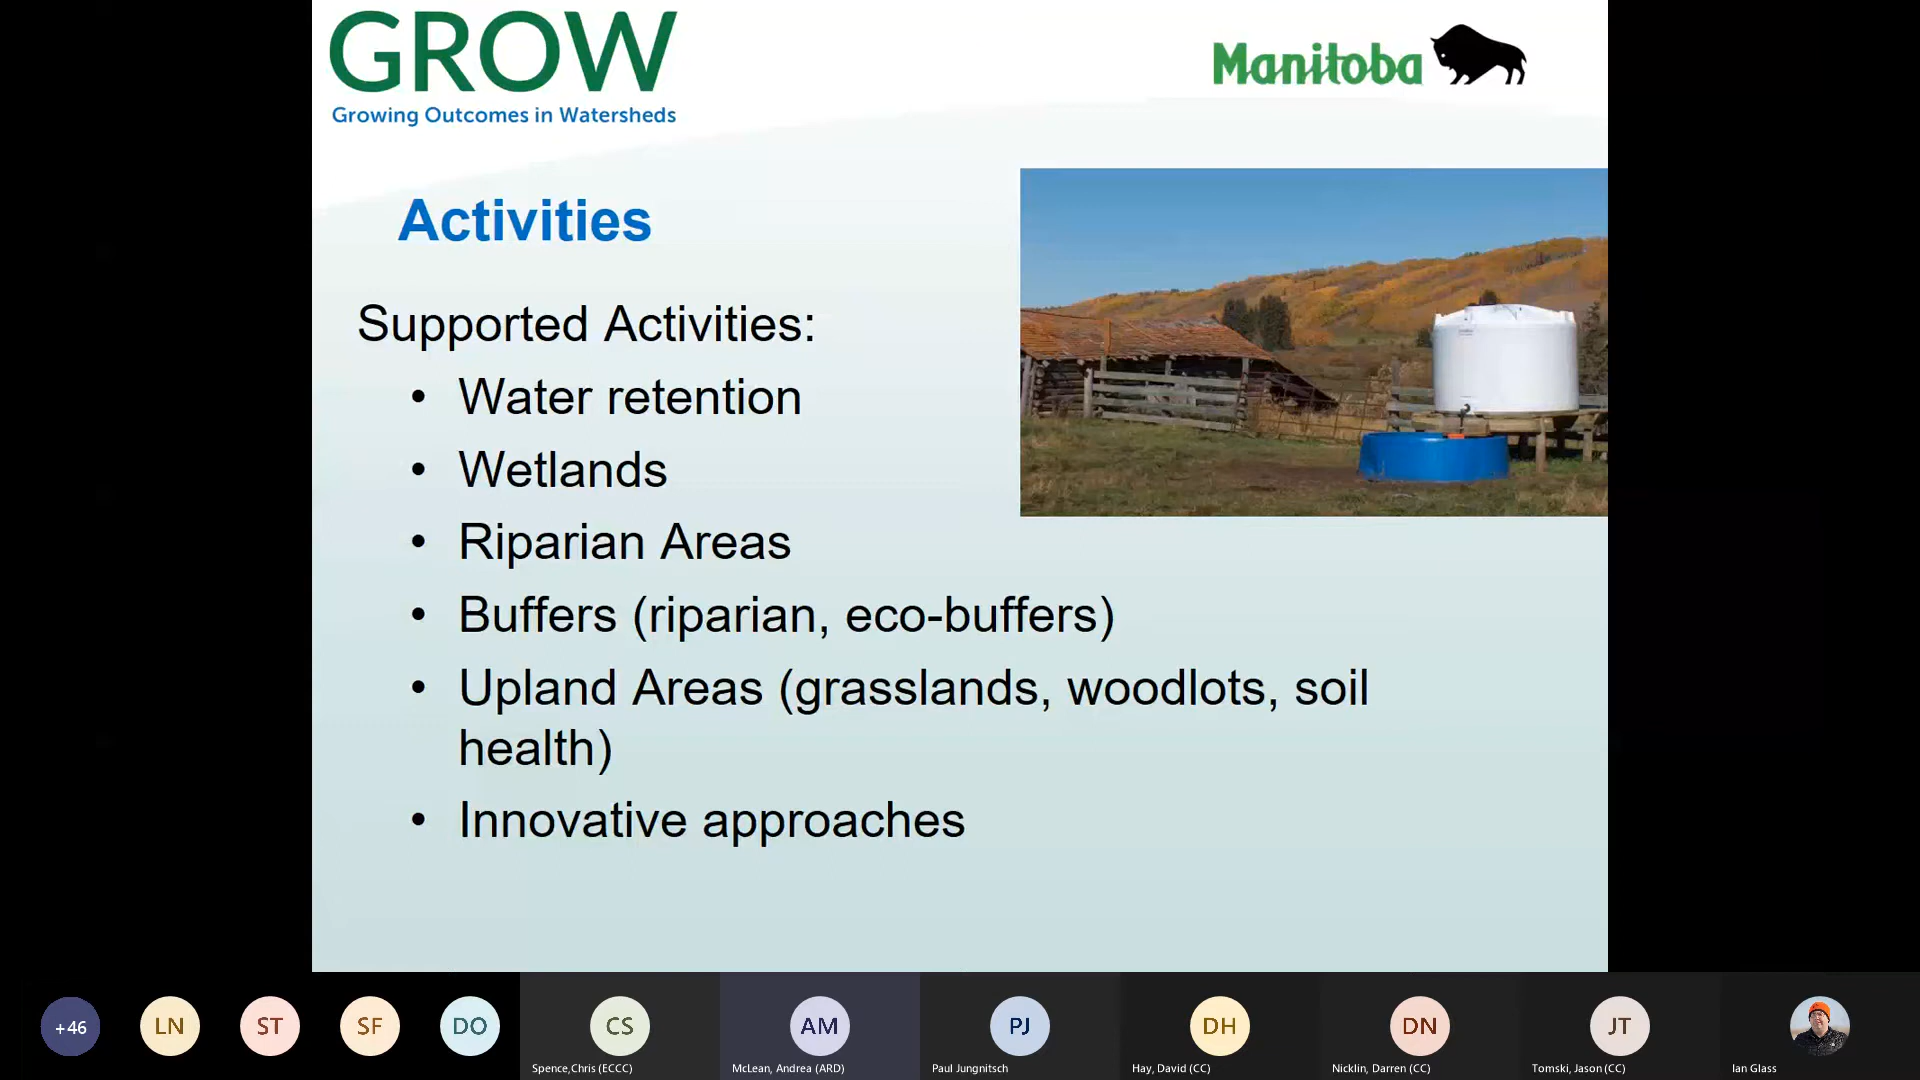 GROW
Growing Outcomes in Watersheds
Manitoba
Activities
Supported Activities:
• Water retention
• Wetlands
• Riparian Areas
• Buffers (riparian, eco-buffers)
• Upland Areas (grasslands, woodlots, soil
health)
• Innovative approaches
+46
LN
ST
SF
DO
CS
AM
PJ
DH
DN
JT
Spence,Chris (ECCC)
McLean, Andrea (ARD)
Paul Jungnitsch
Hay, David (CC)
Nicklin, Darren (CC)
Tomski, Jason (CC)
Ian Glass